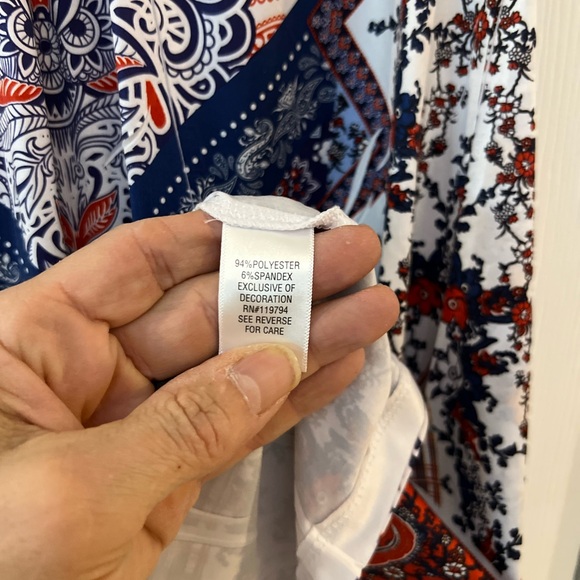 94%POLYESTER
6%SPANDEX
EXCLUSIVE OF
DECORATION
RN#119794
SEE REVERSE
FOR CARE